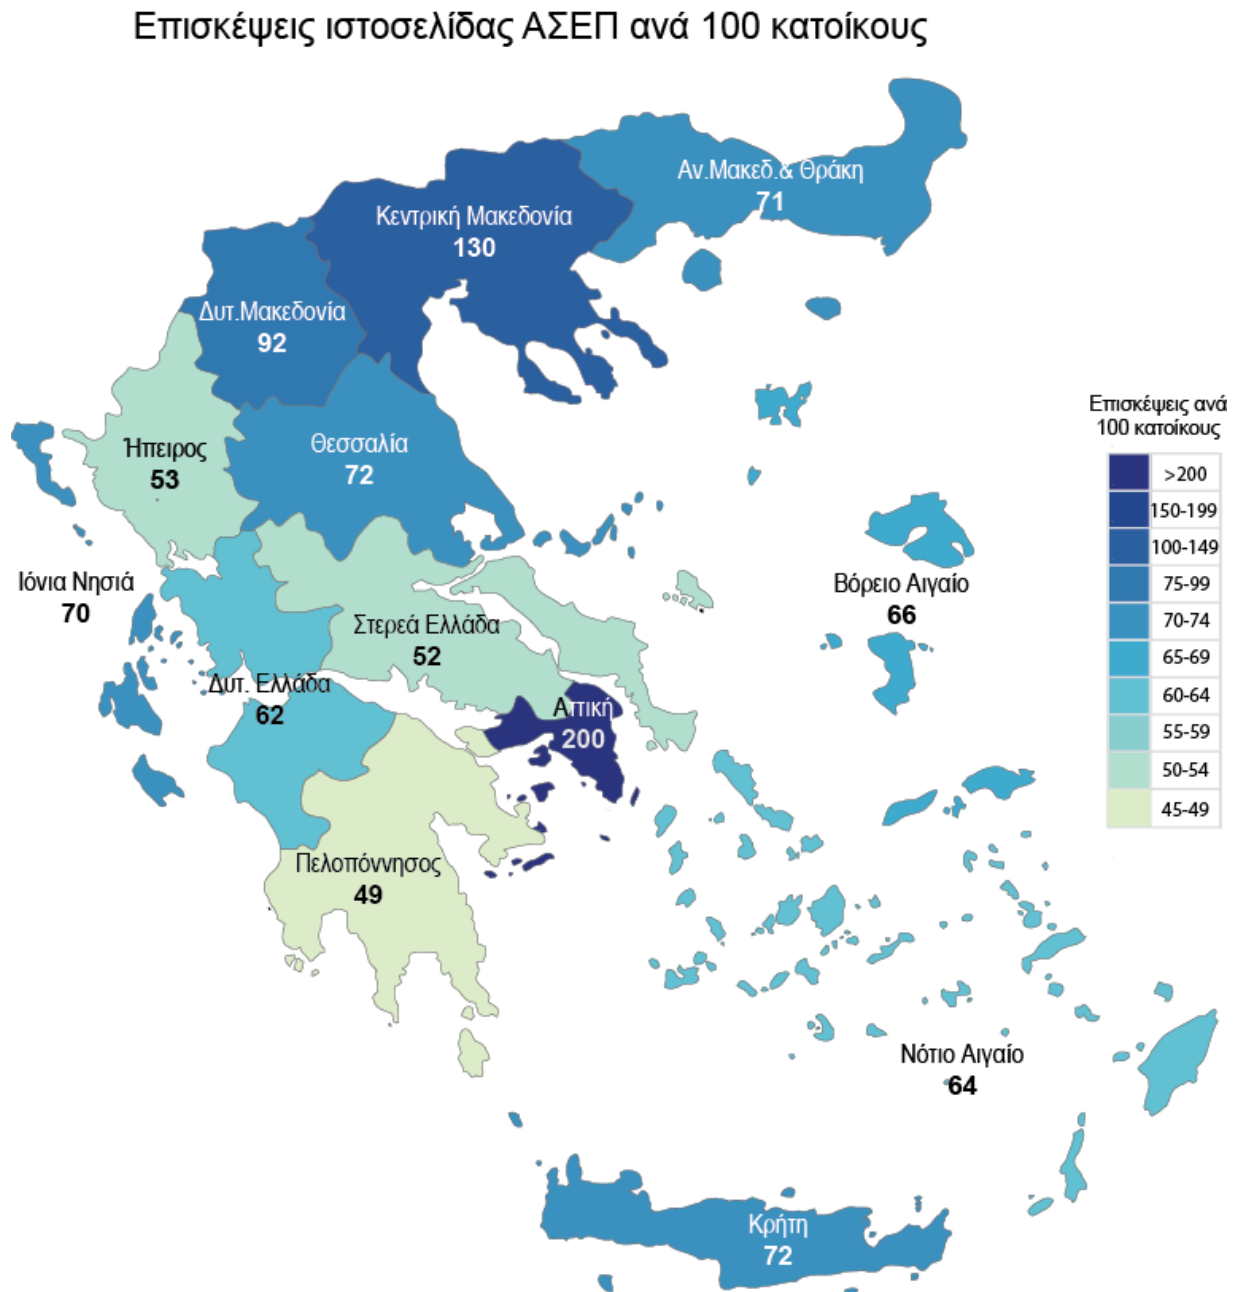 Επισκέψεις ιστοσελίδας ΑΣΕΠ ανά 100 κατοίκους
Αν.Μακεδ.& Θράκη
71
Κεντρική Μακεδονία
130
Δυτ.Μακεδονία
92
Ήπειρος
53
Θεσσαλία
72
Ιόνια Νησιά
70
Στερεά Ελλάδα
52
Βόρειο Αιγαίο
66
Δυτ. Ελλάδα
62
Αττική
200
Πελοπόννησος
49
Νότιο Αιγαίο
64
Κρήτη
72
Επισκέψεις ανά
100 κατοίκους
>200
150-199
100-149
75-99
70-74
65-69
60-64
55-59
50-54
45-49